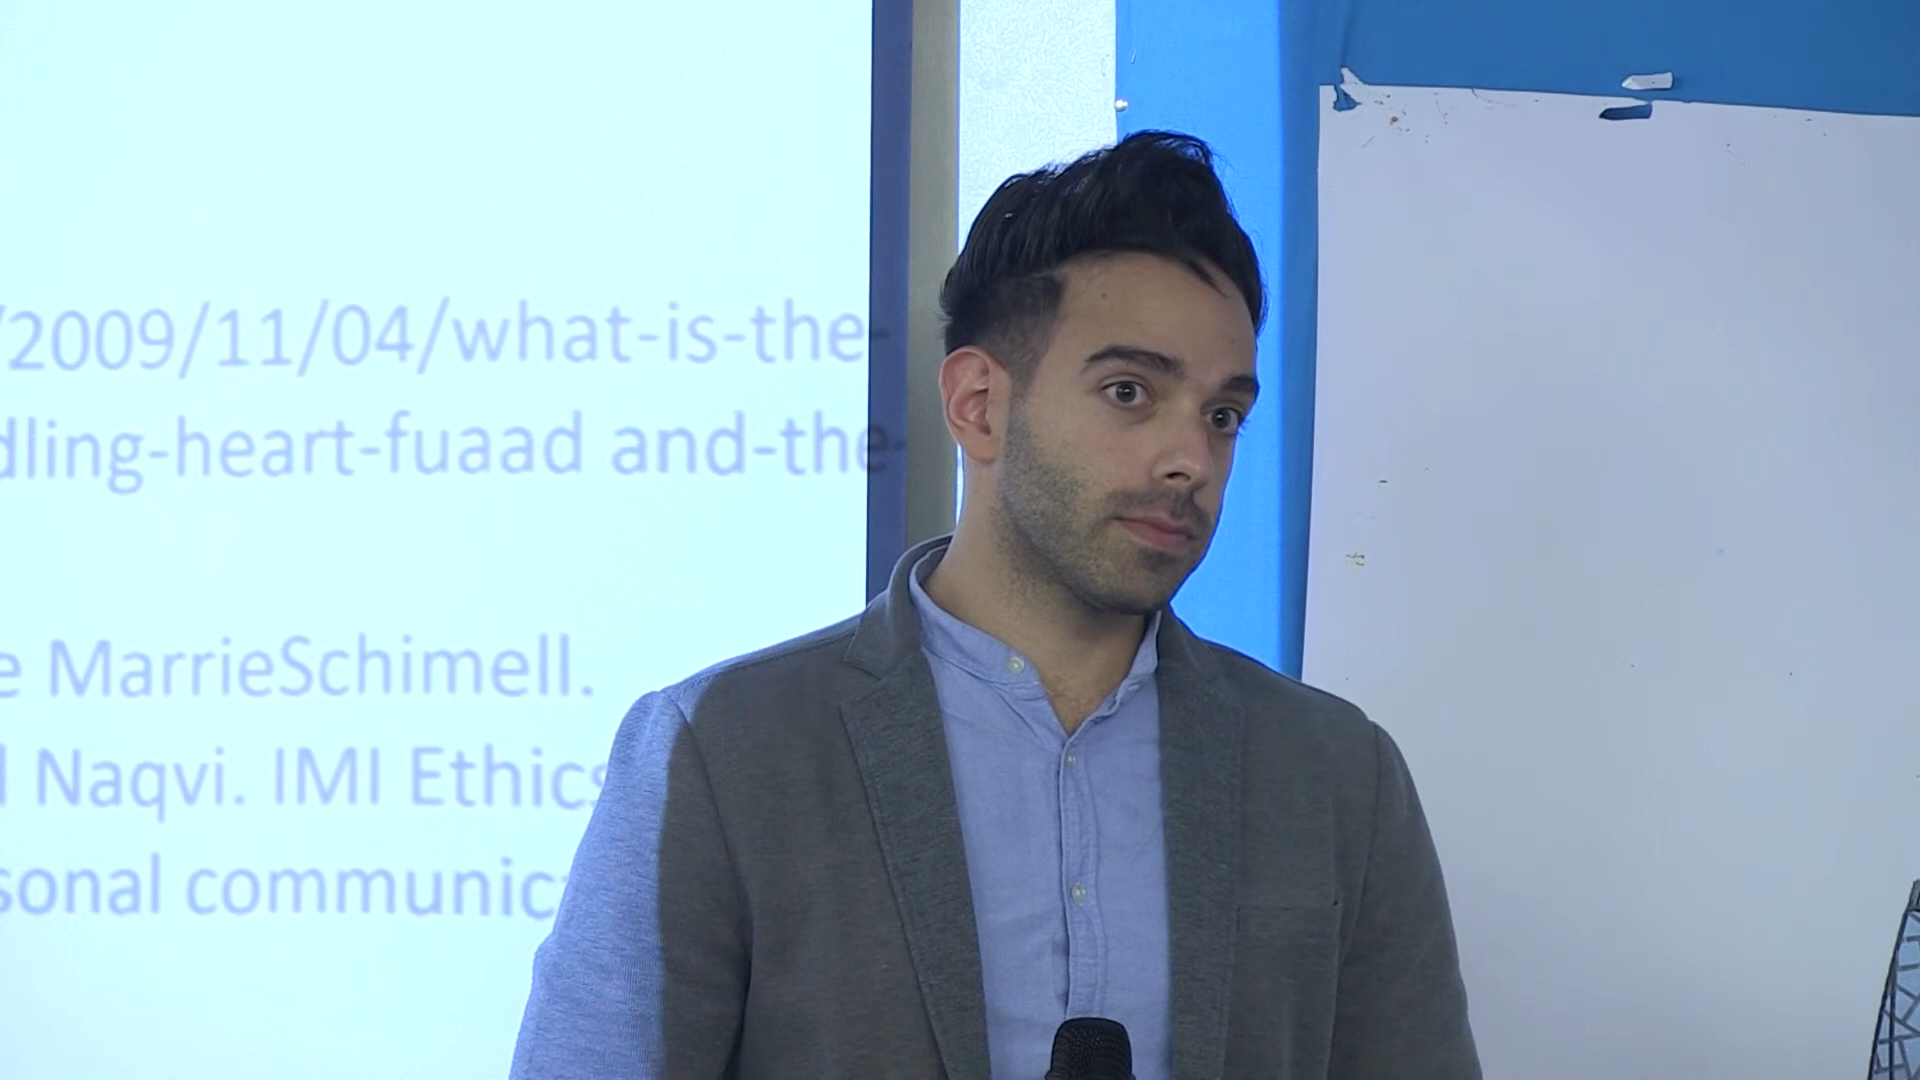 /2009/11/04/what-is-the-
dling-heart-fuaad and-the-
e MarrieSchimell.
Naqvi. IMI Ethics
sonal communic